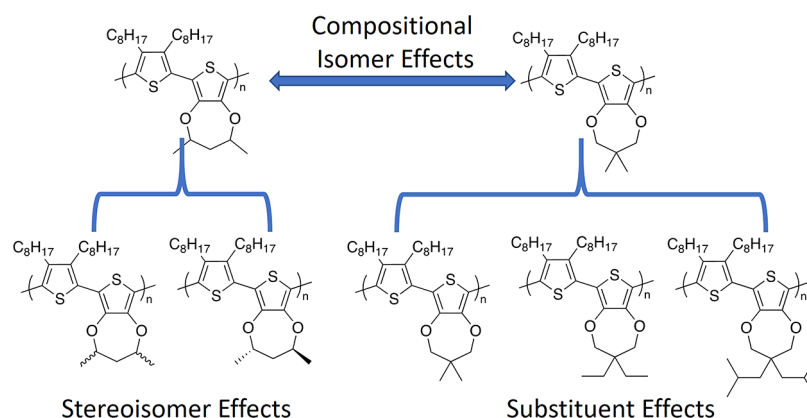 C8H17 C8H17
S
S
n
O
O
Compositional
Isomer Effects
C8H17 C8H17
S
S
n
O
O
C8H17
C8H17
S
S
n
O
O
C8H17 C8H17
S
S
n
O
O
C8H17 C8H17
S
S
n
O
O
C8H17 C8H17
S
S
n
O
O
C8H17 C8H17
S
S
n
O
O
Stereoisomer Effects
Substituent Effects